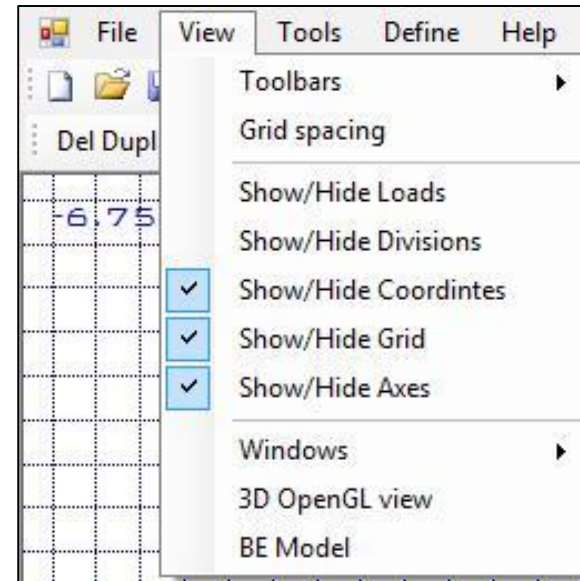 File View Tools Define Help
Toolbars
Del Dupl
Grid spacing
-6.75
Show/Hide Loads
Show/Hide Divisions
Show/Hide Coordintes
Show/Hide Grid
Show/Hide Axes
Windows
3D OpenGL view
BE Model